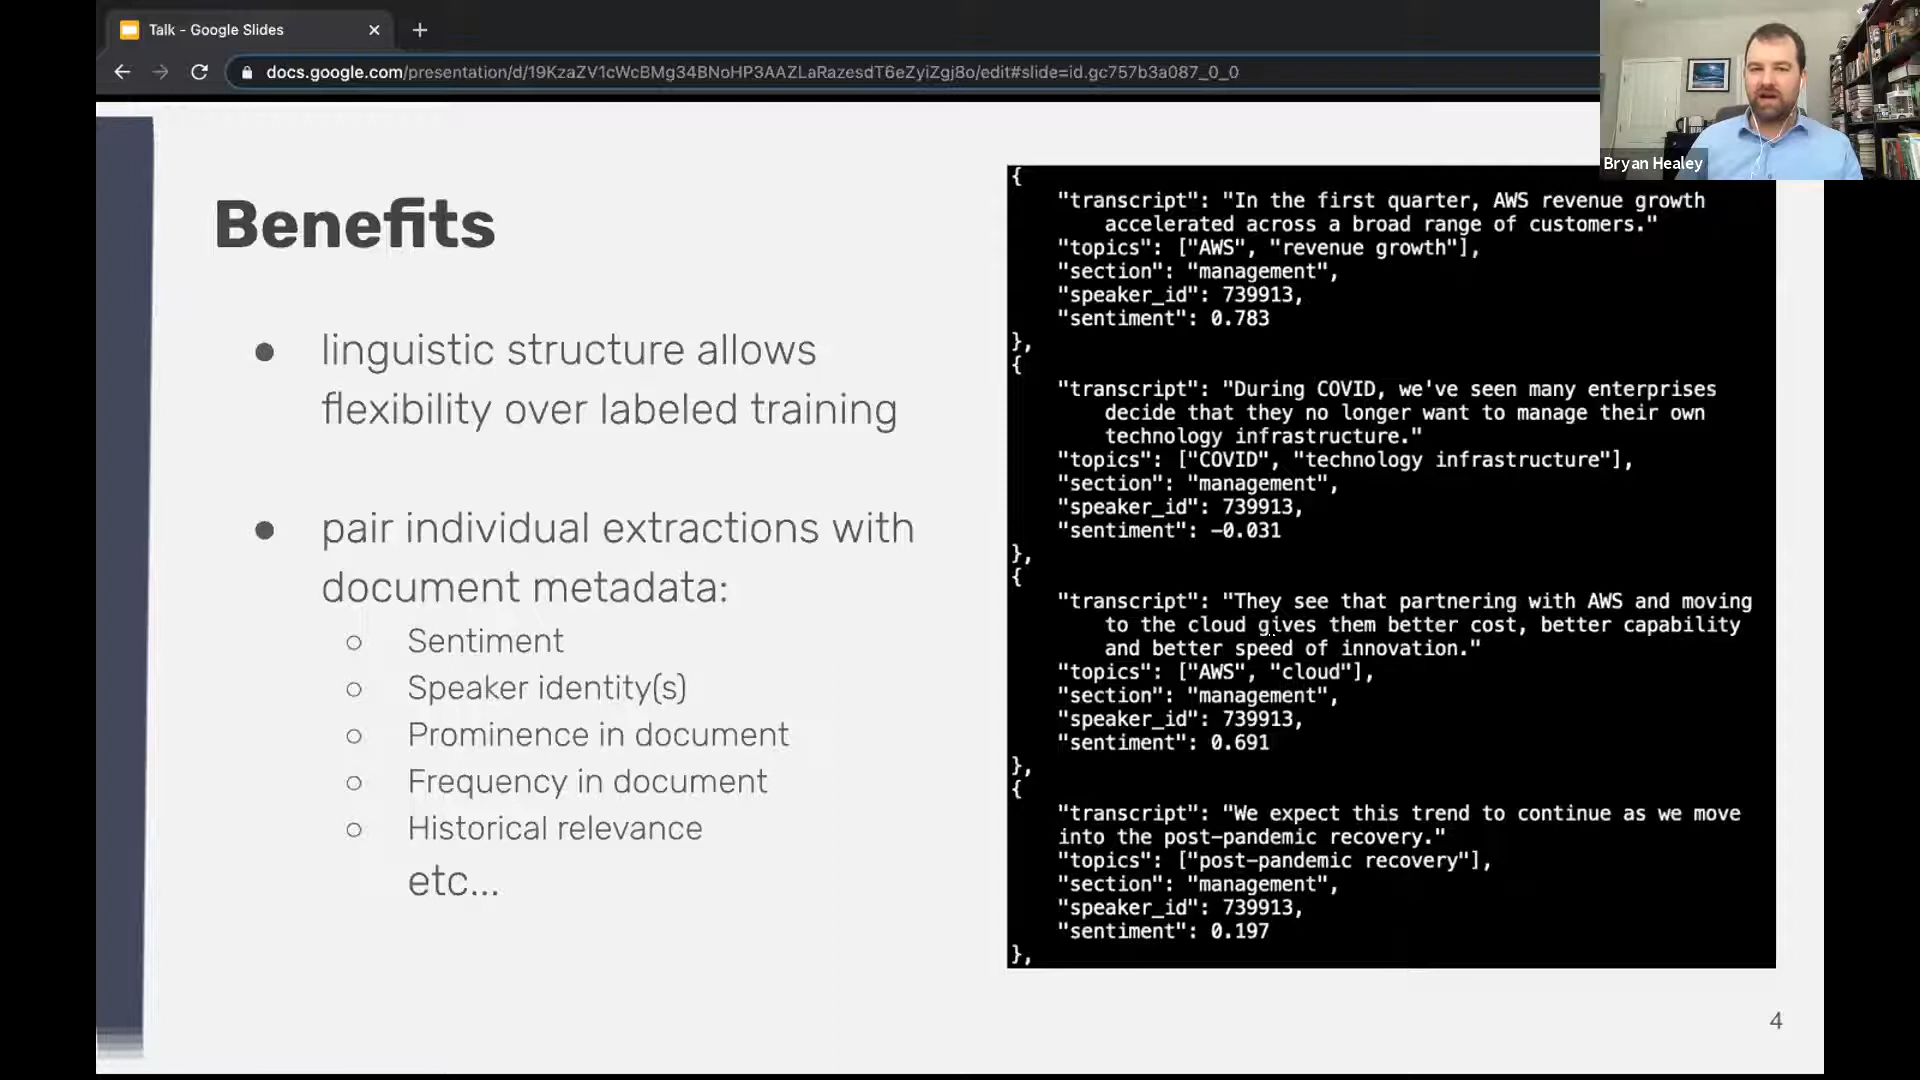 Talk - Google Slides
docs.google.com/presentation/d/19KzaZV1cWcBMg34BNoHP3AAZLaRazesdT6eZyiZgj8o/edit#slide=id.gc757b3a087_0_0
Bryan Healey
Benefits
● linguistic structure allows
flexibility over labeled training
● pair individual extractions with
document metadata:
○ Sentiment
○ Speaker identity(s)
○ Prominence in document
○ Frequency in document
○ Historical relevance
etc...
{
"transcript": "In the first quarter, AWS revenue growth
accelerated across a broad range of customers."
"topics": ["AWS", "revenue growth"],
"section": "management",
"speaker_id": 739913,
"sentiment": 0.783
},
{
"transcript": "During COVID, we've seen many enterprises
decide that they no longer want to manage their own
technology infrastructure."
"topics": ["COVID", "technology infrastructure"],
"section": "management",
"speaker_id": 739913,
"sentiment": -0.031
},
{
"transcript": "They see that partnering with AWS and moving
to the cloud gives them better cost, better capability
and better speed of innovation."
"topics": ["AWS", "cloud"],
"section": "management",
"speaker_id": 739913,
"sentiment": 0.691
},
{
"transcript": "We expect this trend to continue as we move
into the post-pandemic recovery."
"topics": ["post-pandemic recovery"],
"section": "management",
"speaker_id": 739913,
"sentiment": 0.197
},
4